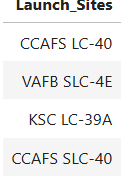 Launch_Sites
CCAFS LC-40
VAFB SLC-4E
KSC LC-39A
CCAFS SLC-40